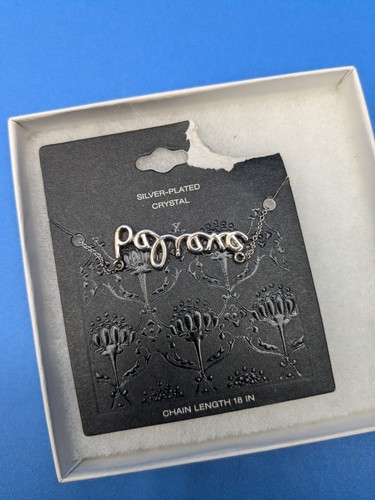 SILVER-PLATED
CRYSTAL
CHAIN LENGTH 18 IN